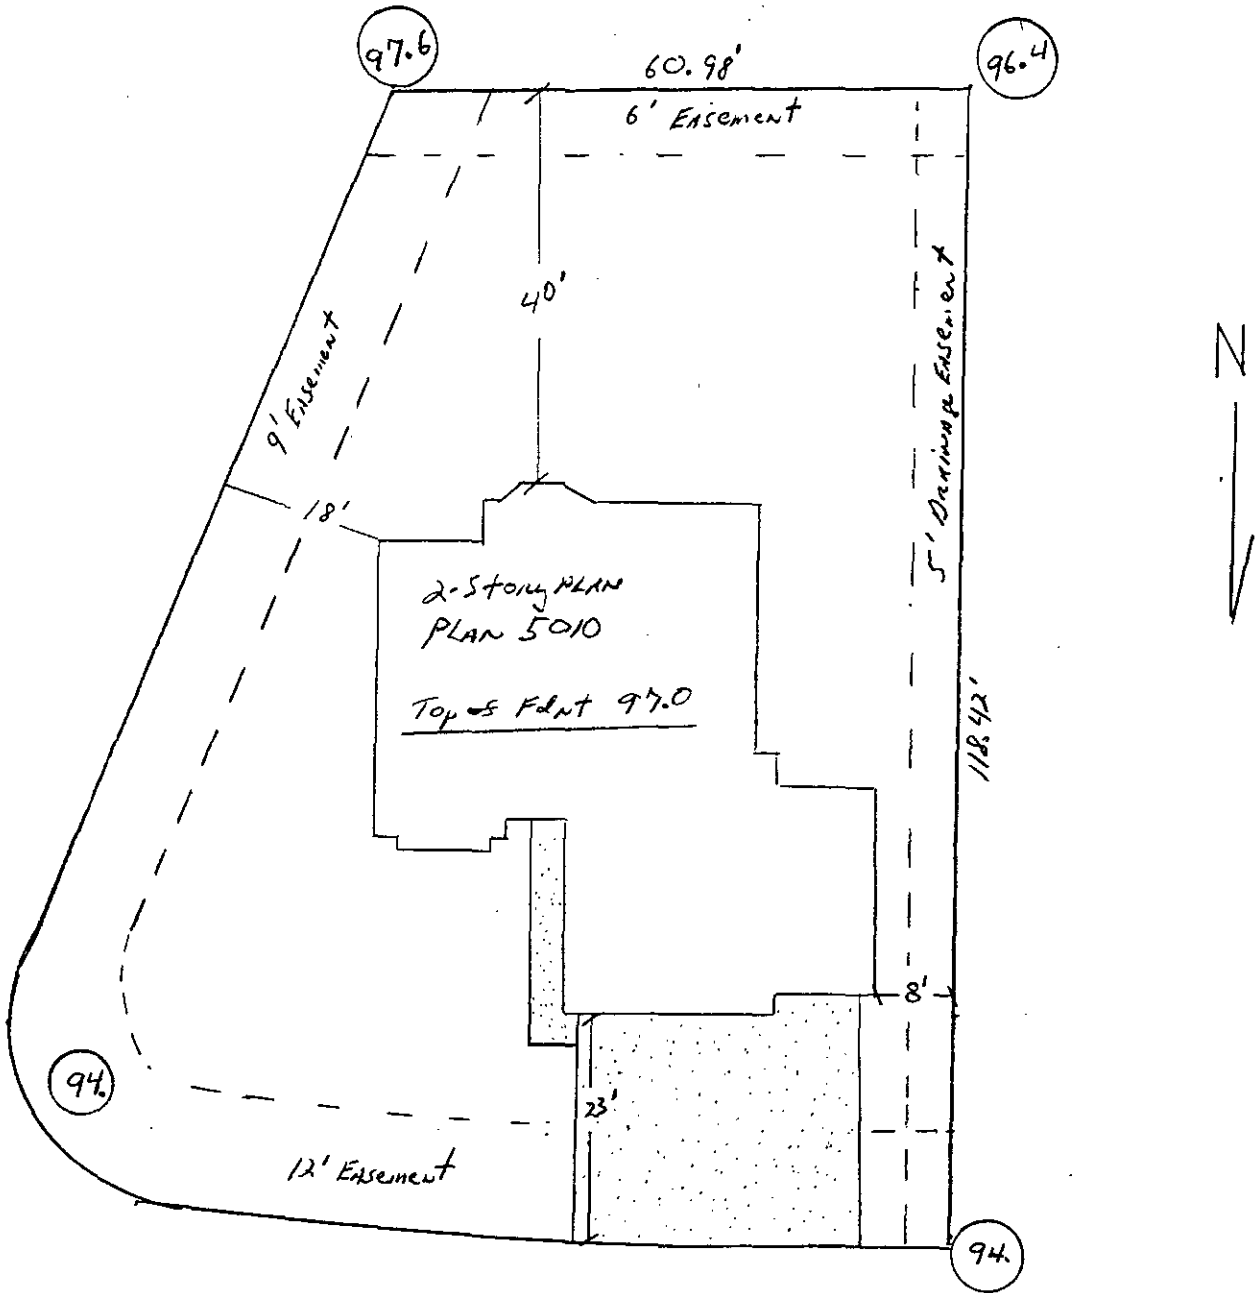 97.6
60.98'
96.4
6' Easement
40'
N
9' Easement
5' Drainage Easement
18'
2-Story PLAN
PLAN 5010
Top of Fdnt 97.0
118.42'
8'
94.
23'
12' Easement
94.